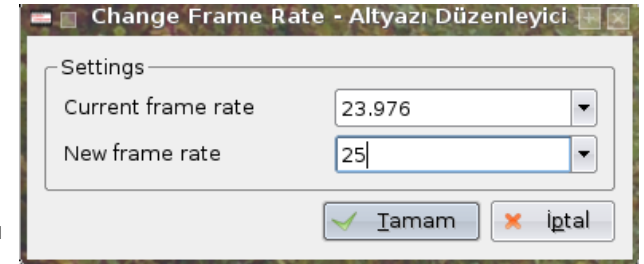 Change Frame Rate - Altyazı Düzenleyici
Settings
Current frame rate 23.976
New frame rate 25
Tamam İptal